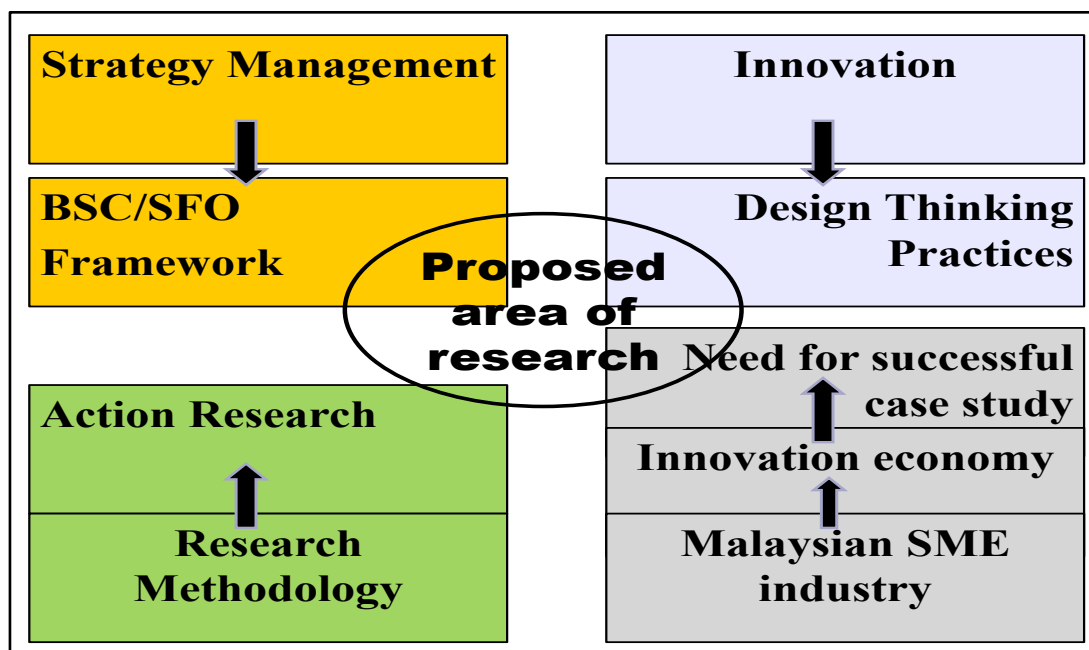 Strategy Management
BSC/SFO
Framework
Innovation
Design Thinking
Practices
Proposed
area of
research
Action Research
Research
Methodology
Need for successful
case study
Innovation economy
Malaysian SME
industry